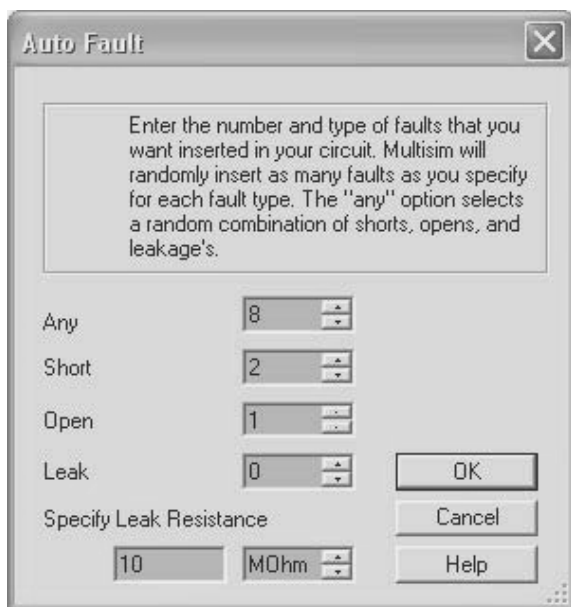 Auto Fault
Enter the number and type of faults that you
want inserted in your circuit. Multisim will
randomly insert as many faults as you specify
for each fault type. The "any" option selects
a random combination of shorts, opens, and
leakage's.
Any 8
Short 2
Open 1
Leak 0 OK
Specify Leak Resistance Cancel
10 MOhm Help